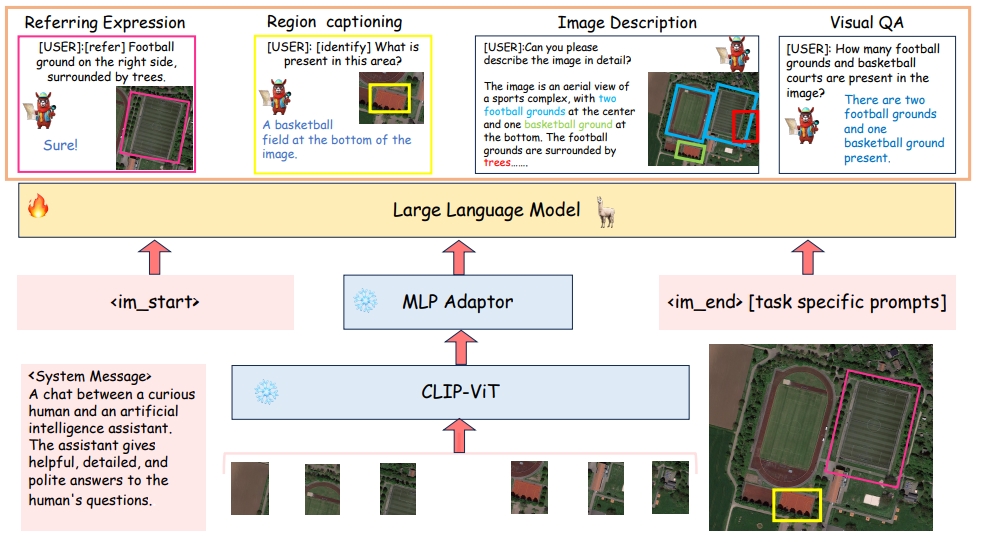 Referring Expression
[USER]:[refer] Football
ground on the right side,
surrounded by trees.
Sure!
Region captioning
[USER]: [identify] What is
present in this area?
A basketball
field at the bottom of the
image.
Image Description
[USER]:Can you please
describe the image in detail?
The image is an aerial view of
a sports complex, with two
football grounds at the center
and one basketball ground at
the bottom. The football
grounds are surrounded by
trees.......
Visual QA
[USER]: How many football
grounds and basketball
courts are present in the
image?
There are two
football grounds
and one
basketball ground
present.
Large Language Model
<im_start>
MLP Adaptor
<im_end> [task specific prompts]
CLIP-ViT
<System Message>
A chat between a curious
human and an artificial
intelligence assistant.
The assistant gives
helpful, detailed, and
polite answers to the
human's questions.